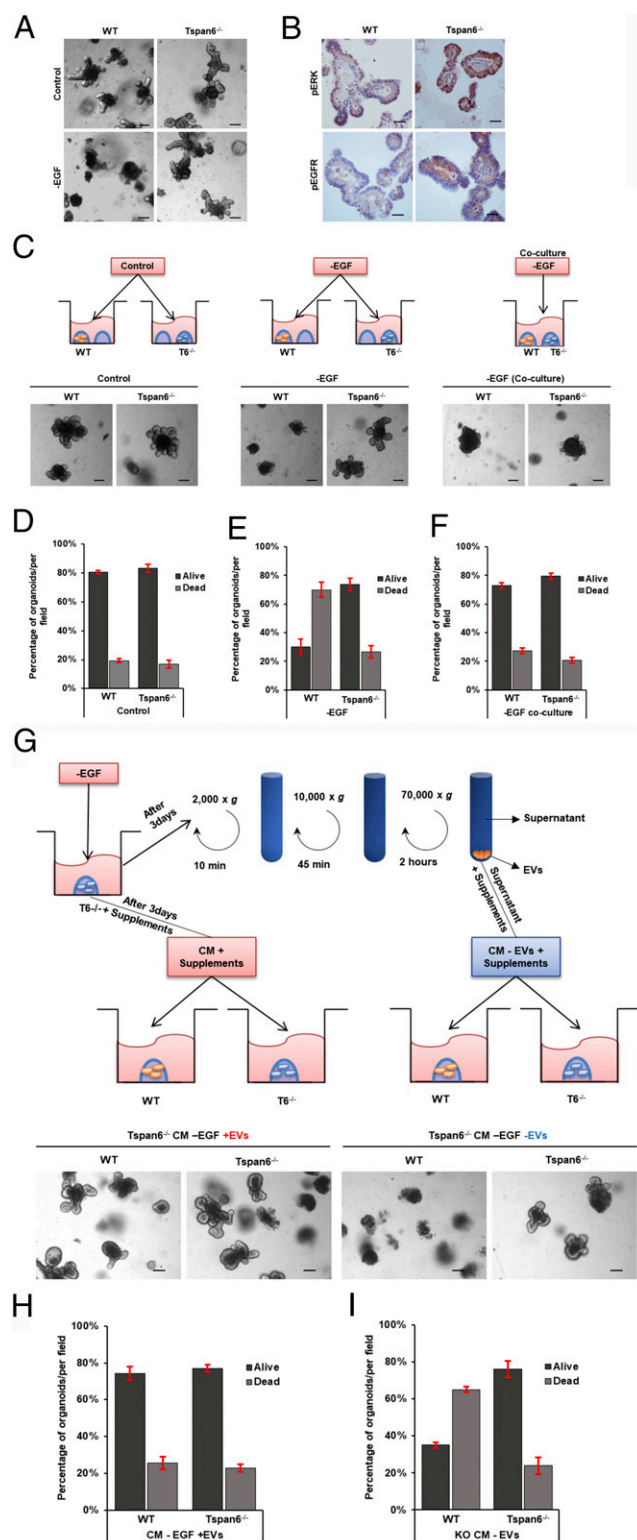 A
WT
Tspan6-/-
Control
-EGF
B
WT
Tspan6-/-
pERK
pEGFR
C
Control
-EGF
Co-culture
-EGF
WT
T6-/-
WT
T6-/-
WT
T6-/-
Control
-EGF
-EGF (Co-culture)
WT
Tspan6-/-
WT
Tspan6-/-
WT
Tspan6-/-
D
Percentage of organoids/per
field
100%
80%
60%
40%
20%
0%
Alive
Dead
WT
Tspan6-/-
Control
E
Percentage of organoids/per
field
100%
80%
60%
40%
20%
0%
Alive
Dead
WT
Tspan6-/-
-EGF
F
Percentage of organoids/per
field
100%
80%
60%
40%
20%
0%
Alive
Dead
WT
Tspan6-/-
-EGF co-culture
G
-EGF
After
3days
2,000 x g
10 min
10,000 x g
45 min
70,000 x g
2 hours
Supernatant
EVs
T6-/-+ Supplements
After 3days
Supernatant
+ Supplements
CM +
Supplements
CM - EVs +
Supplements
WT
T6-/-
WT
T6-/-
Tspan6-/- CM –EGF +EVs
Tspan6-/- CM –EGF -EVs
WT
Tspan6-/-
WT
Tspan6-/-
H
Percentage of organoids/per field
100%
80%
60%
40%
20%
0%
Alive
Dead
WT
Tspan6-/-
CM - EGF +EVs
I
Percentage of organoids/per field
100%
80%
60%
40%
20%
0%
Alive
Dead
WT
Tspan6-/-
KO CM - EVs